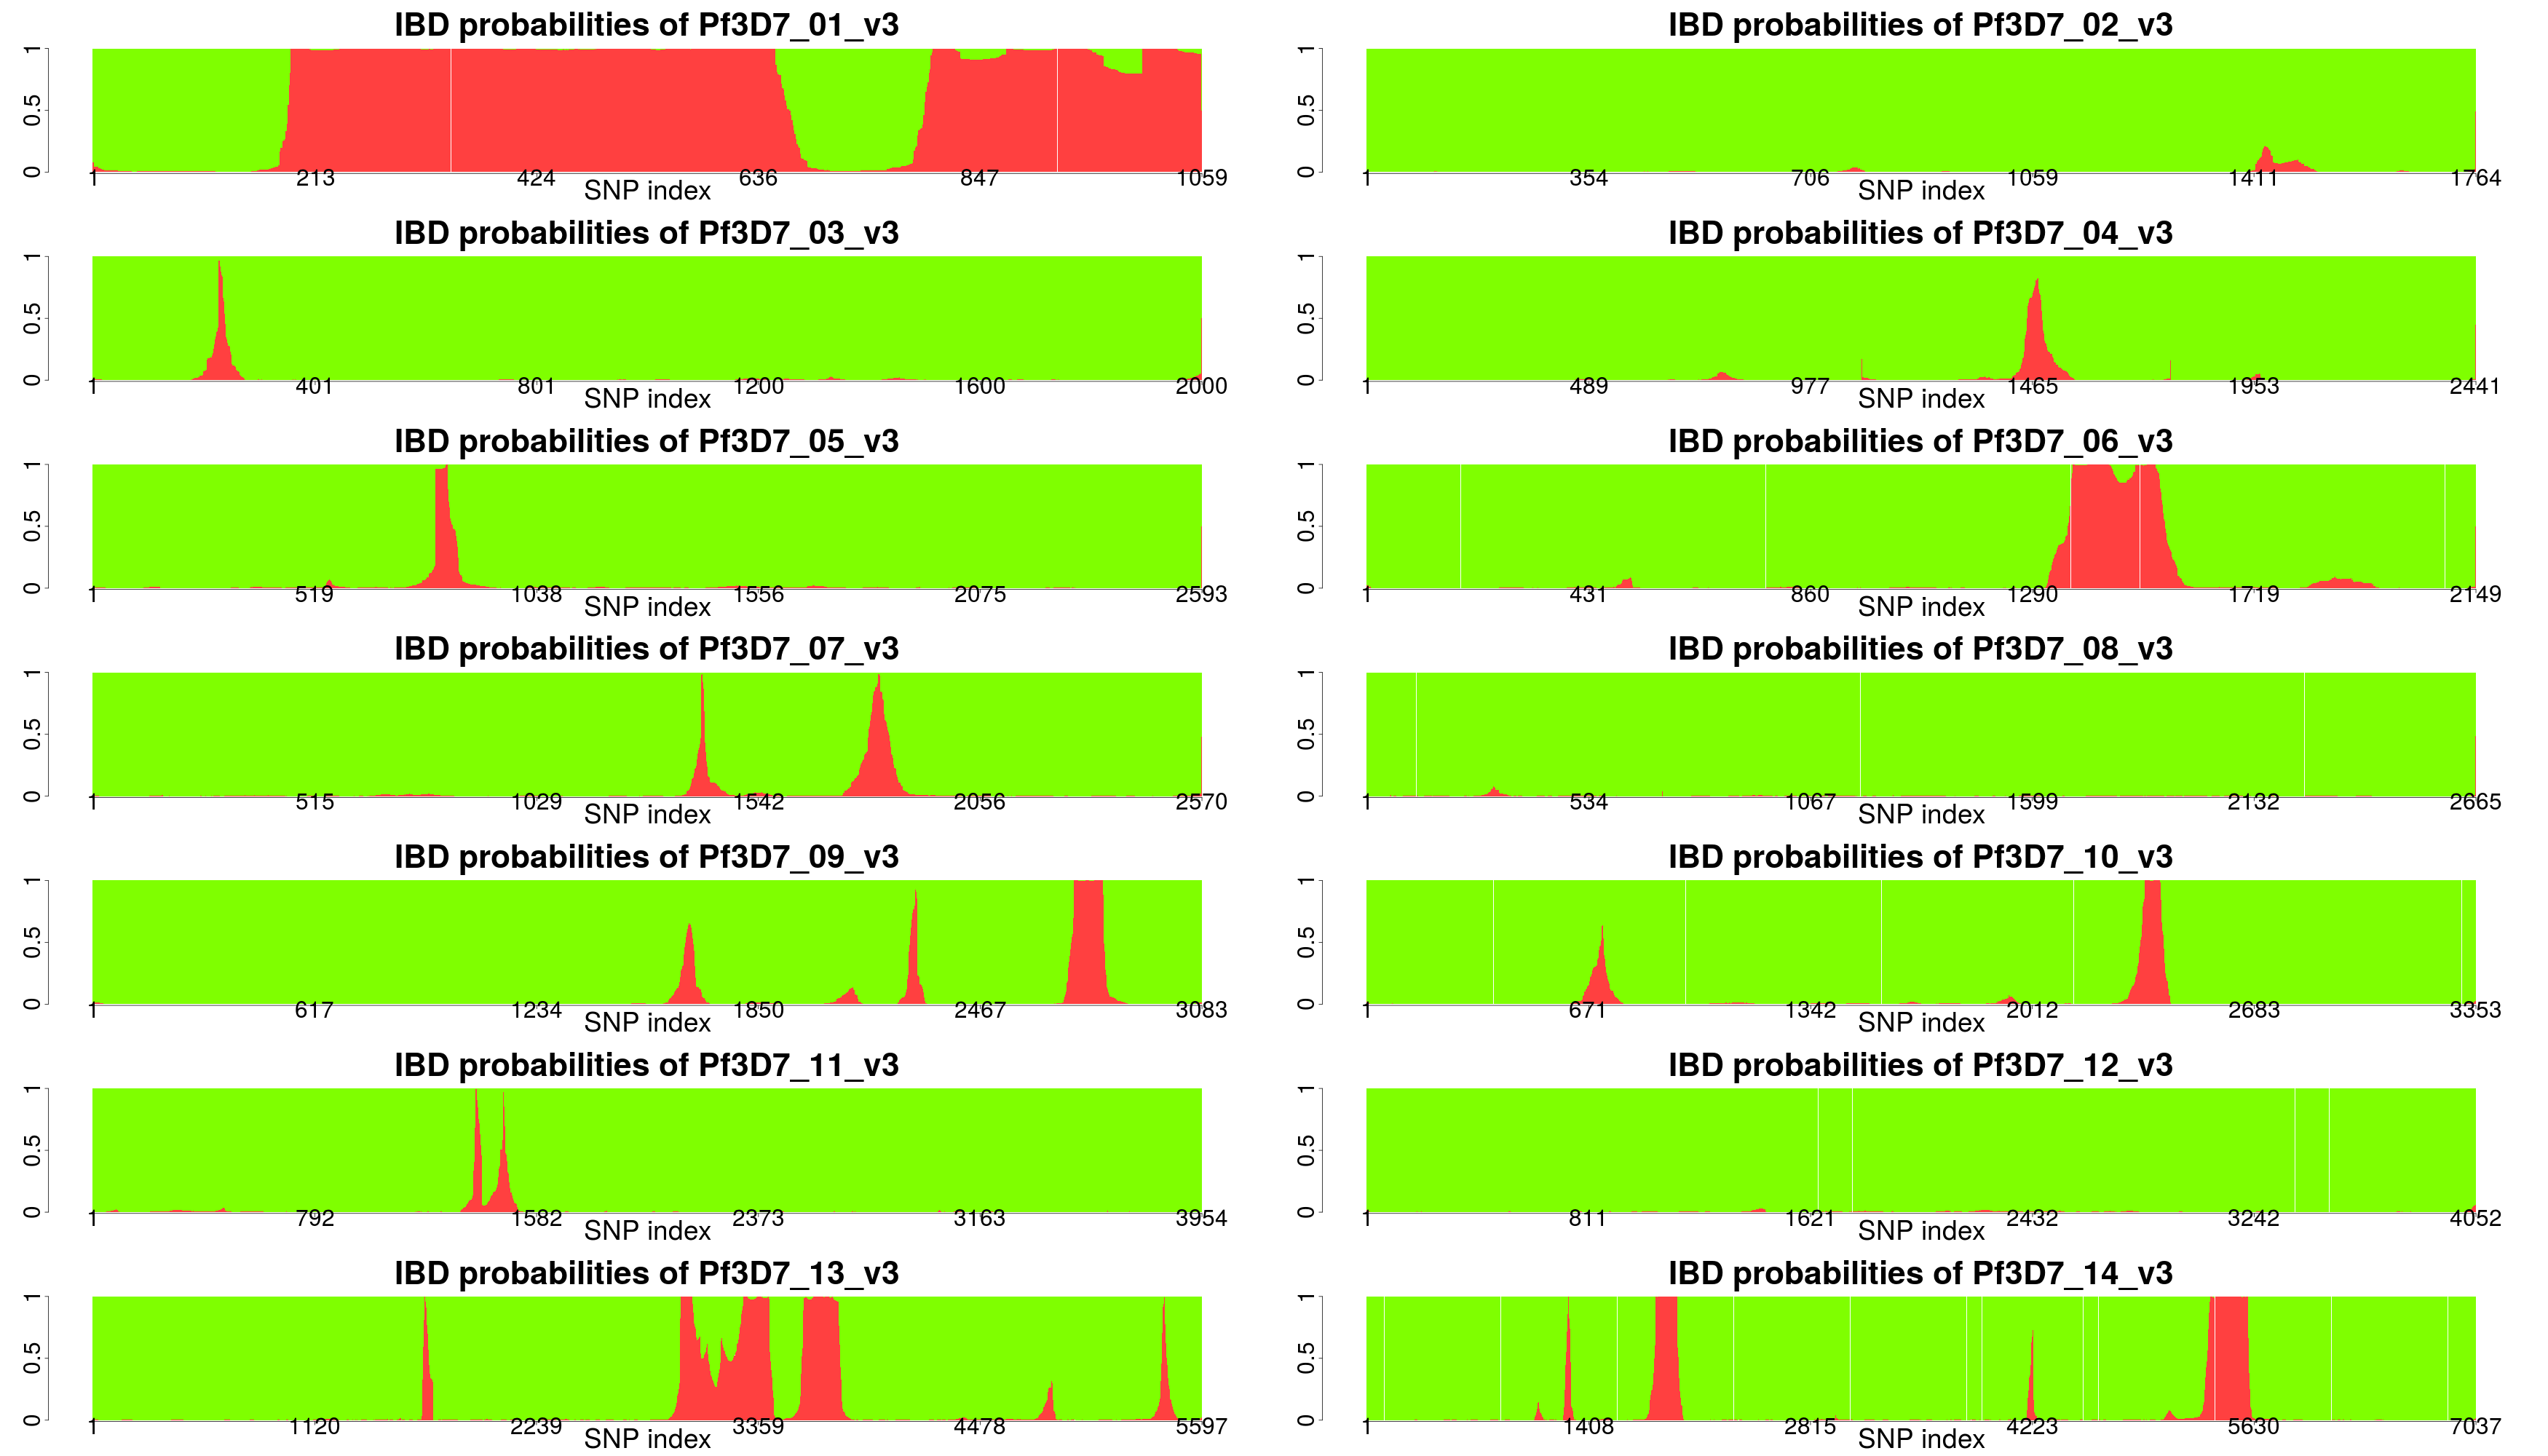 IBD probabilities of Pf3D7_01_v3
0 0.5 1
1 213 424 636 847 1059
SNP index
IBD probabilities of Pf3D7_02_v3
0 0.5 1
1 354 706 1059 1411 1764
SNP index
IBD probabilities of Pf3D7_03_v3
0 0.5 1
1 401 801 1200 1600 2000
SNP index
IBD probabilities of Pf3D7_04_v3
0 0.5 1
1 489 977 1465 1953 2441
SNP index
IBD probabilities of Pf3D7_05_v3
0 0.5 1
1 519 1038 1556 2075 2593
SNP index
IBD probabilities of Pf3D7_06_v3
0 0.5 1
1 431 860 1290 1719 2149
SNP index
IBD probabilities of Pf3D7_07_v3
0 0.5 1
1 515 1029 1542 2056 2570
SNP index
IBD probabilities of Pf3D7_08_v3
0 0.5 1
1 534 1067 1599 2132 2665
SNP index
IBD probabilities of Pf3D7_09_v3
0 0.5 1
1 617 1234 1850 2467 3083
SNP index
IBD probabilities of Pf3D7_10_v3
0 0.5 1
1 671 1342 2012 2683 3353
SNP index
IBD probabilities of Pf3D7_11_v3
0 0.5 1
1 792 1582 2373 3163 3954
SNP index
IBD probabilities of Pf3D7_12_v3
0 0.5 1
1 811 1621 2432 3242 4052
SNP index
IBD probabilities of Pf3D7_13_v3
0 0.5 1
1 1120 2239 3359 4478 5597
SNP index
IBD probabilities of Pf3D7_14_v3
0 0.5 1
1 1408 2815 4223 5630 7037
SNP index